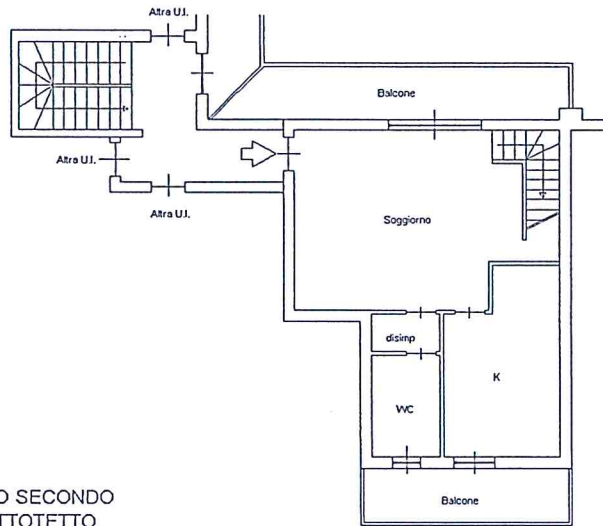 Altra U.I.
Balcone
Altra U.I.
Altra U.I.
Soggiorno
disimp
K
WC
Balcone
O SECONDO
TTOTETTO